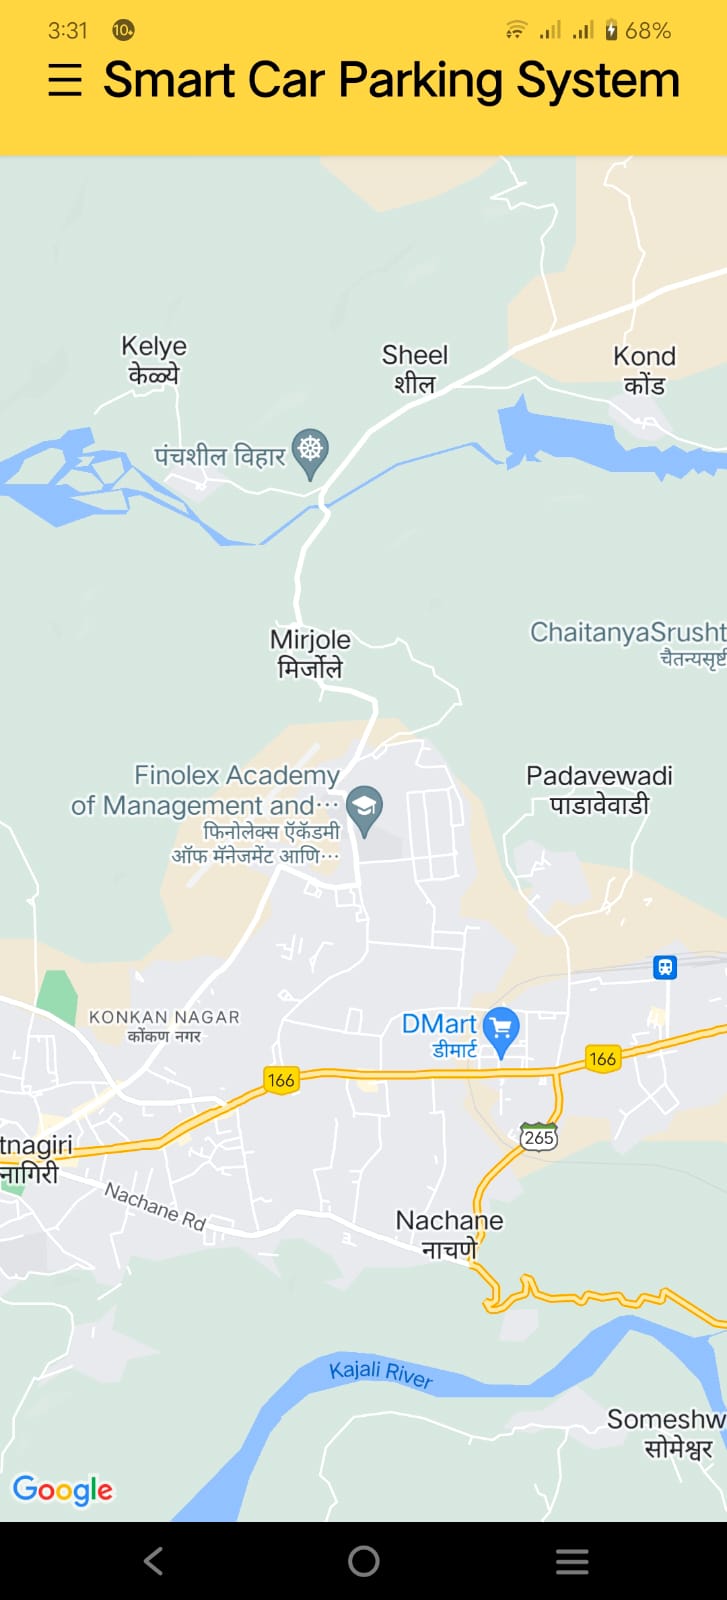 3:31
10+
68%
Smart Car Parking System
Kelye
केळ्ये
Sheel
शील
Kond
कोंड
पंचशील विहार
Mirjole
मिर्जोले
ChaitanyaSrusht
चैतन्यसृष्टी
Finolex Academy
of Management and…
फिनोलेक्स ऍकॅडमी
ऑफ मॅनेजमेंट आणि…
Padavewadi
पाडावेवाडी
KONKAN NAGAR
कोंकण नगर
DMart
डीमार्ट
166
166
265
tnagiri
नागिरी
Nachane Rd
Nachane
नाचणे
Kajali River
Someshw
सोमेश्वर
Google